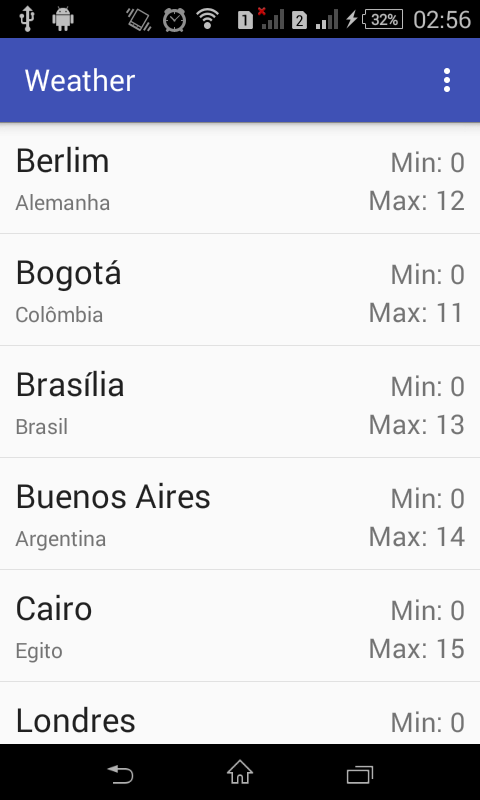 1 2 32% 02:56
Weather
Berlim Min: 0
Alemanha Max: 12
Bogotá Min: 0
Colômbia Max: 11
Brasília Min: 0
Brasil Max: 13
Buenos Aires Min: 0
Argentina Max: 14
Cairo Min: 0
Egito Max: 15
Londres Min: 0